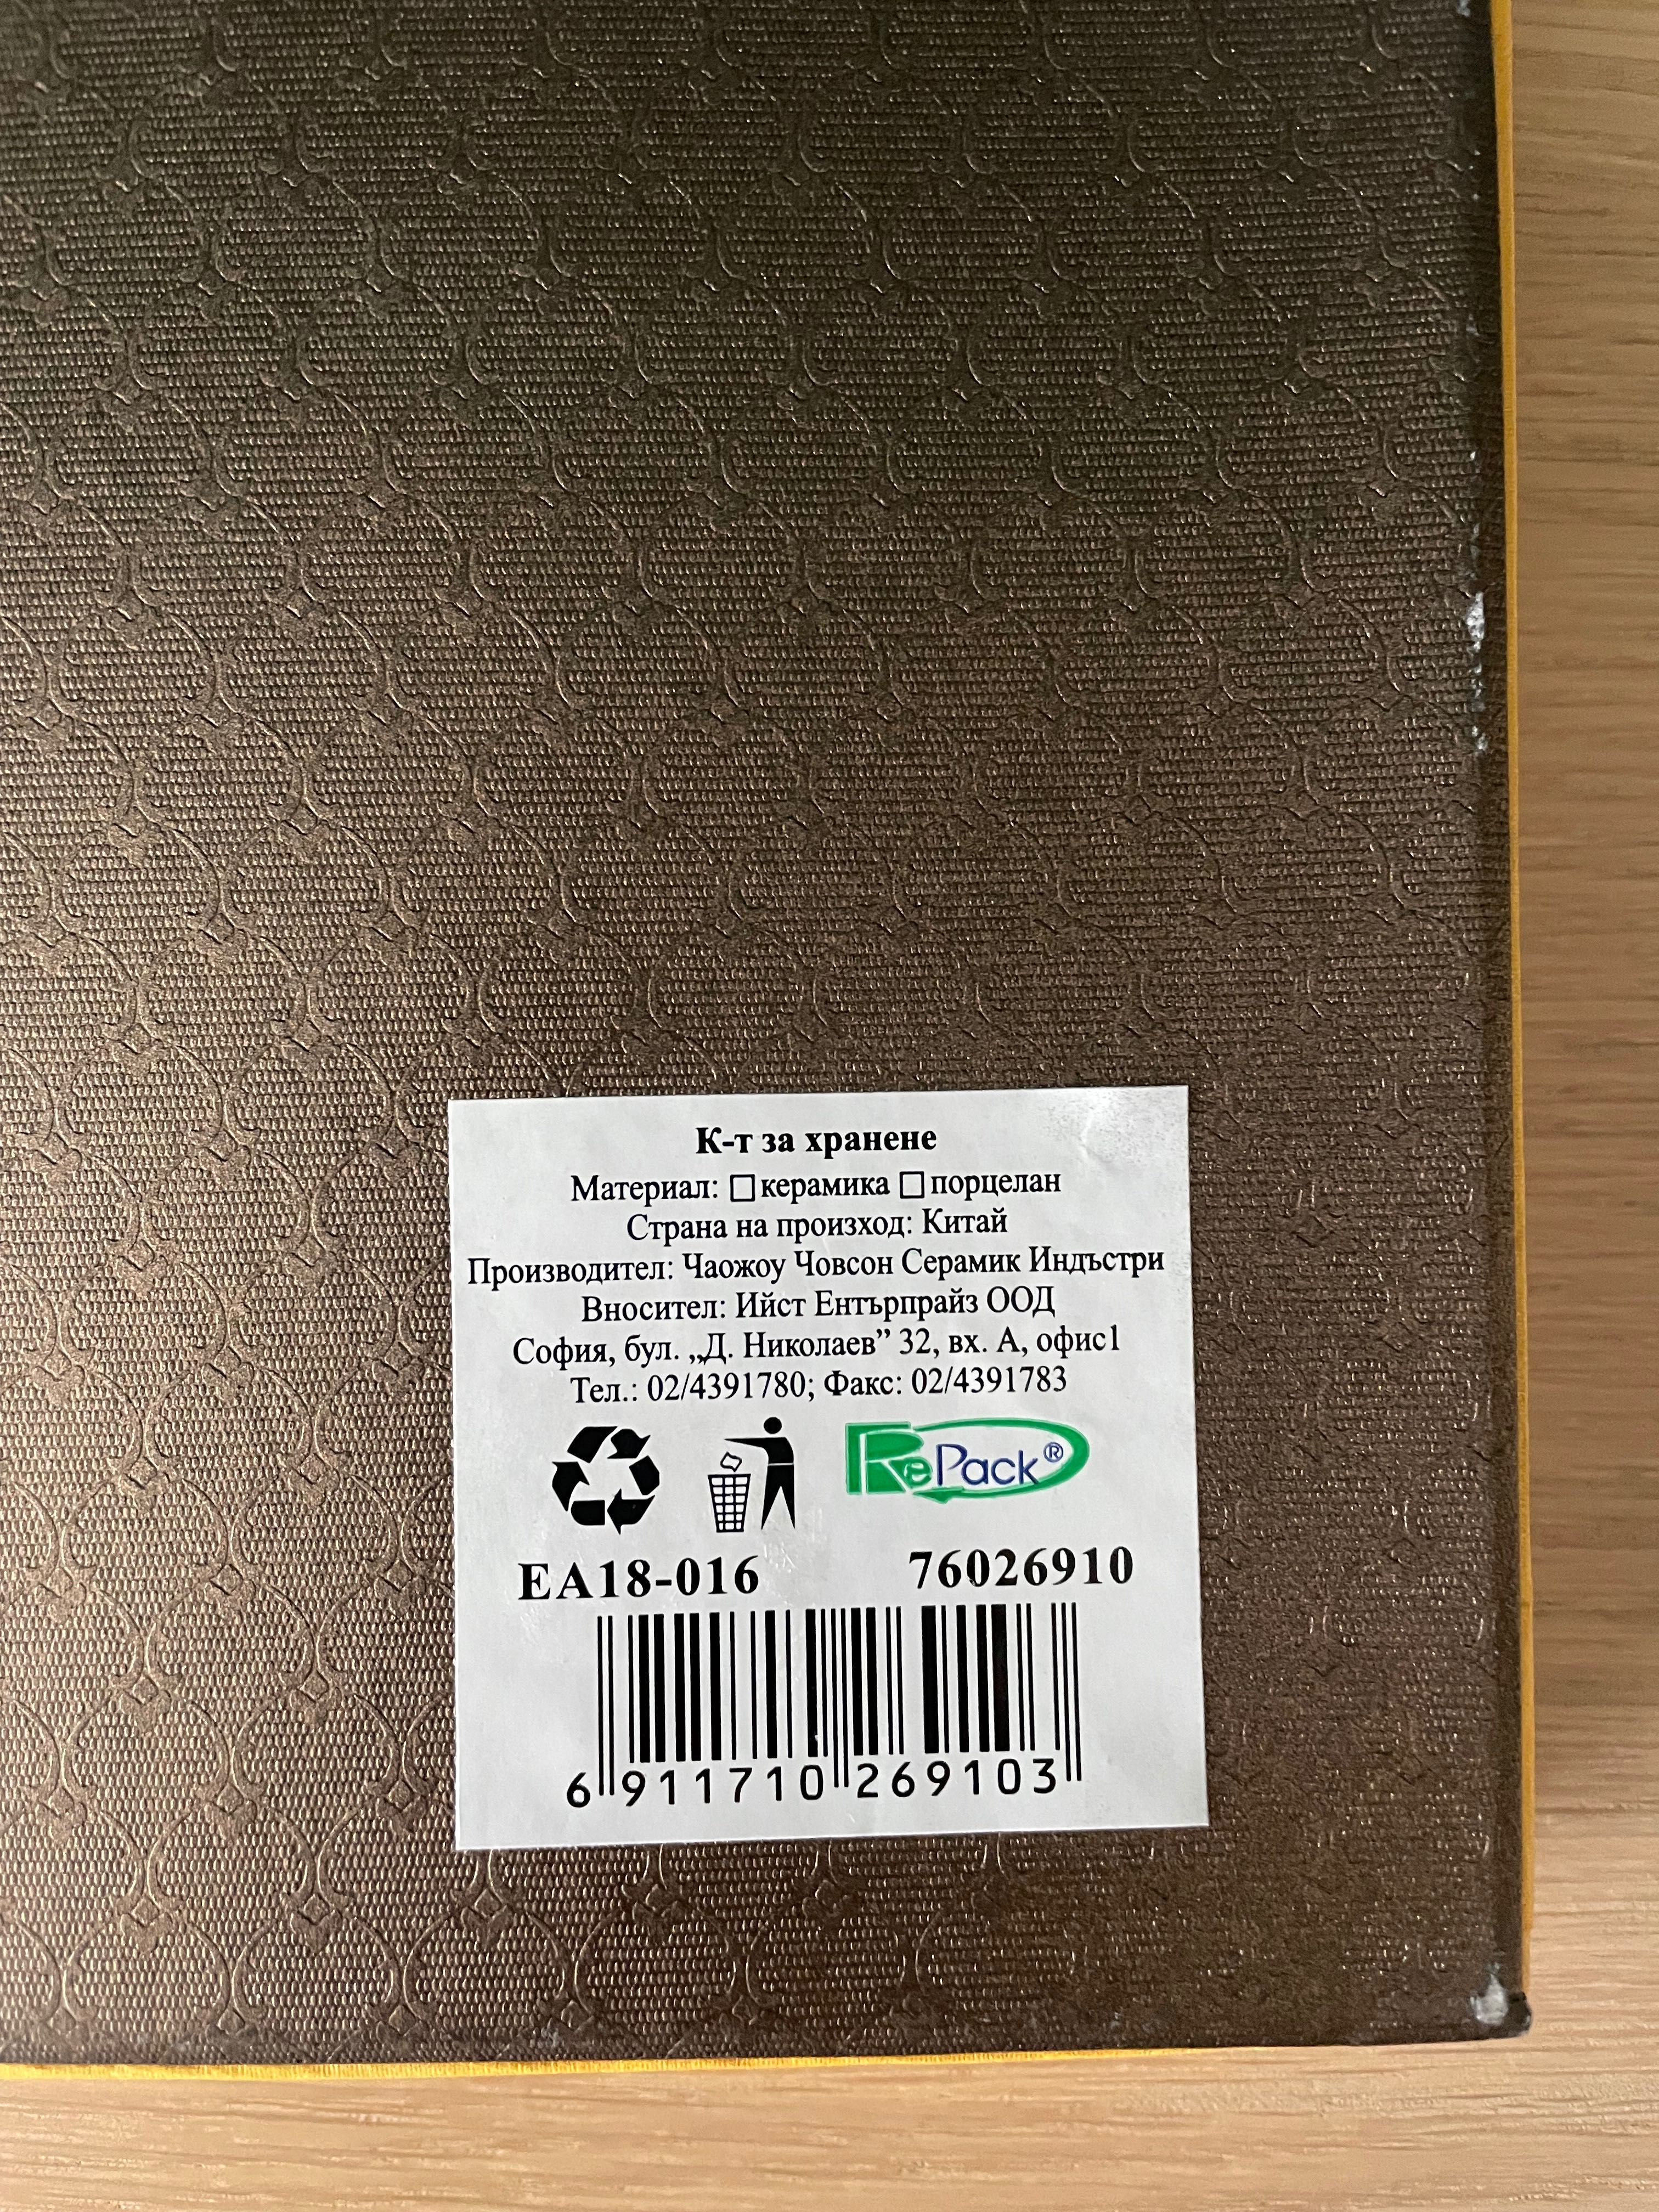 К-т за хранене
Материал: □ керамика □ порцелан
Страна на произход: Китай
Производител: Чаожоу Човсон Серамик Индъстри
Вносител: Ийст Ентърпрайз ООД
София, бул. „Д. Николаев” 32, вх. А, офис1
Тел.: 02/4391780; Факс: 02/4391783
RePack®
EA18-016 76026910
6 911710 269103